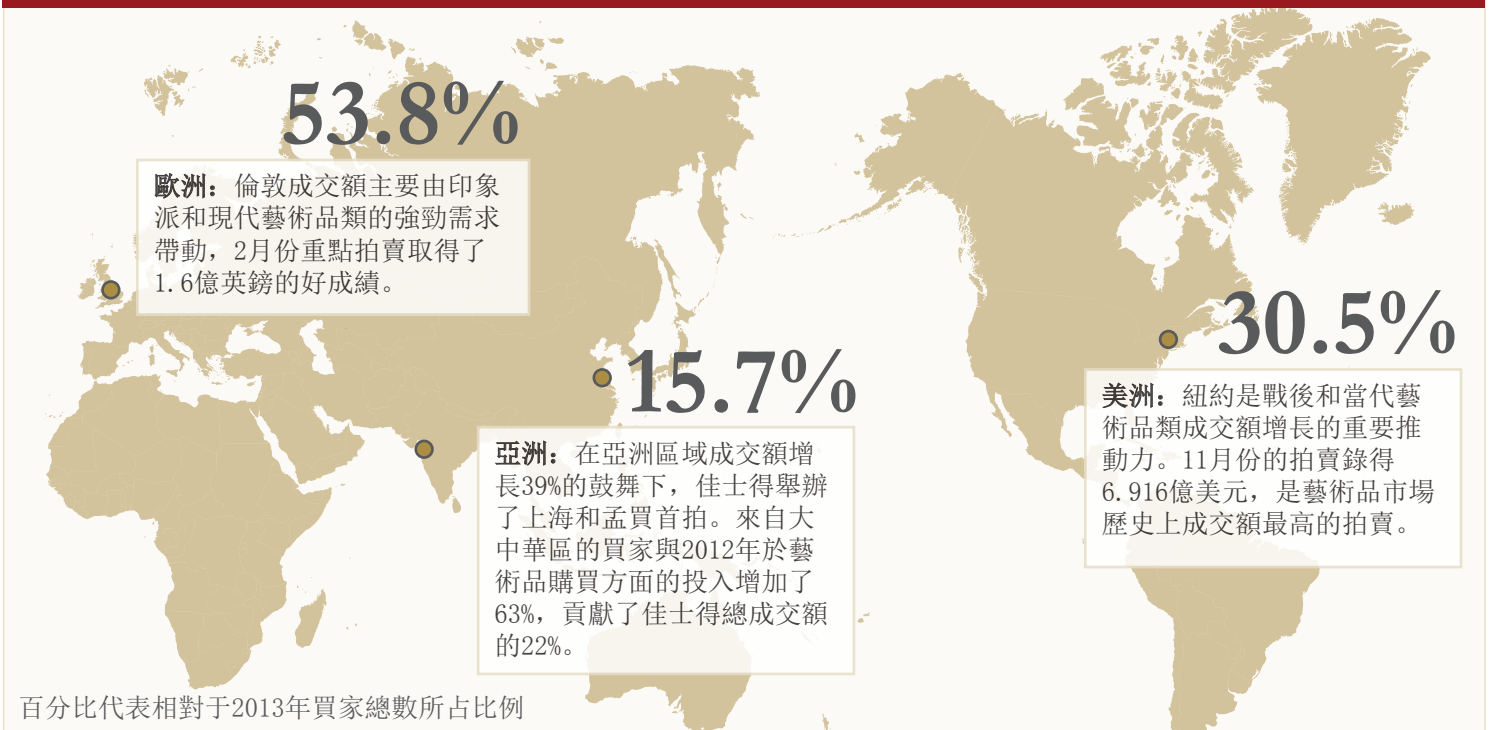 53.8%
歐洲：倫敦成交額主要由印象
派和現代藝術品類的強勁需求
帶動，2月份重點拍賣取得了
1.6億英鎊的好成績。
15.7%
亞洲：在亞洲區域成交額增
長39%的鼓舞下，佳士得舉辦
了上海和孟買首拍。來自大
中華區的買家與2012年於藝
術品購買方面的投入增加了
63%，貢獻了佳士得總成交額
的22%。
30.5%
美洲：紐約是戰後和當代藝
術品類成交額增長的重要推
動力。11月份的拍賣錄得
6.916億美元，是藝術品市場
歷史上成交額最高的拍賣。
百分比代表相對于2013年買家總數所占比例